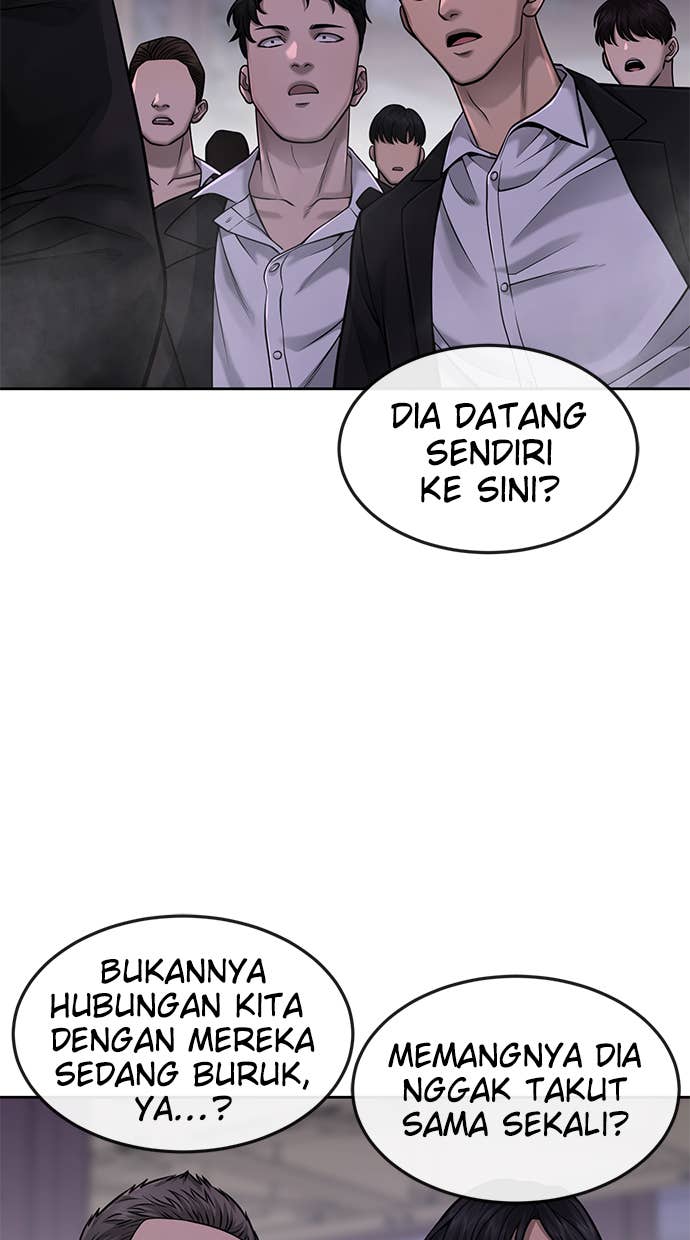 DIA DATANG
SENDIRI
KE SINI?
BUKANNYA
HUBUNGAN KITA
DENGAN MEREKA
SEDANG BURUK,
YA...?
MEMANGNYA DIA
NGGAK TAKUT
SAMA SEKALI?